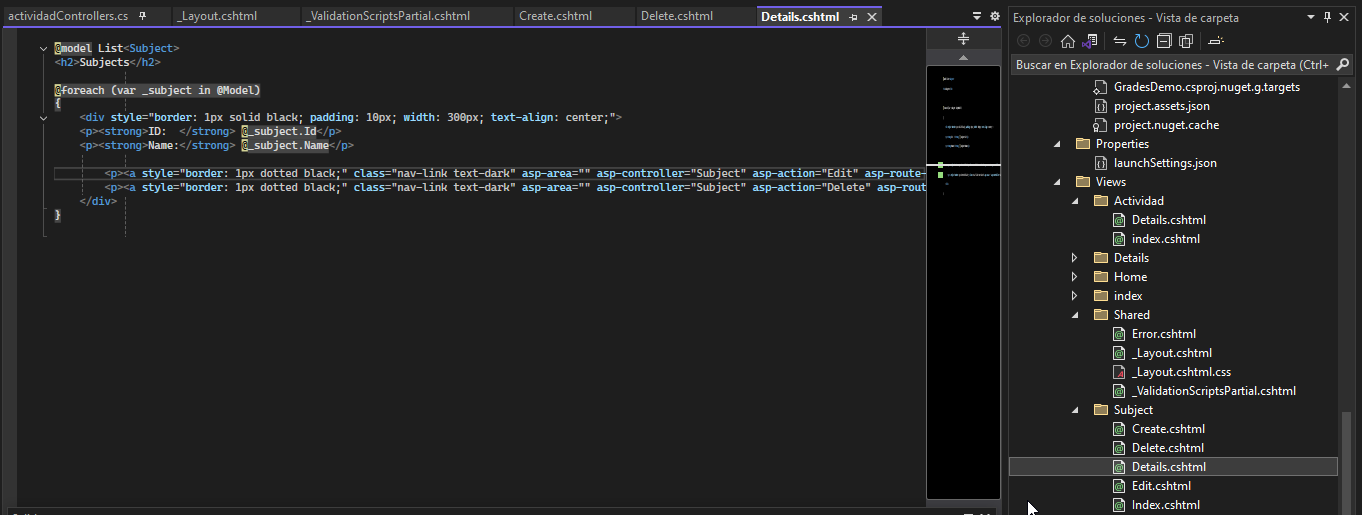 actividadControllers.cs
_Layout.cshtml
_ValidationScriptsPartial.cshtml
Create.cshtml
Delete.cshtml
Details.cshtml
@model List<Subject>
<h2>Subjects</h2>
@foreach (var _subject in @Model)
{
<div style="border: 1px solid black; padding: 10px; width: 300px; text-align: center;">
<p><strong>ID:  </strong> @_subject.Id</p>
<p><strong>Name:</strong> @_subject.Name</p>
<p><a style="border: 1px dotted black;" class="nav-link text-dark" asp-area="" asp-controller="Subject" asp-action="Edit" asp-route-
<p><a style="border: 1px dotted black;" class="nav-link text-dark" asp-area="" asp-controller="Subject" asp-action="Delete" asp-rout
</div>
}
Explorador de soluciones - Vista de carpeta
Buscar en Explorador de soluciones - Vista de carpeta (Ctrl+
GradesDemo.csproj.nuget.g.targets
project.assets.json
project.nuget.cache
Properties
launchSettings.json
Views
Actividad
Details.cshtml
index.cshtml
Details
Home
index
Shared
Error.cshtml
_Layout.cshtml
_Layout.cshtml.css
_ValidationScriptsPartial.cshtml
Subject
Create.cshtml
Delete.cshtml
Details.cshtml
Edit.cshtml
Index.cshtml